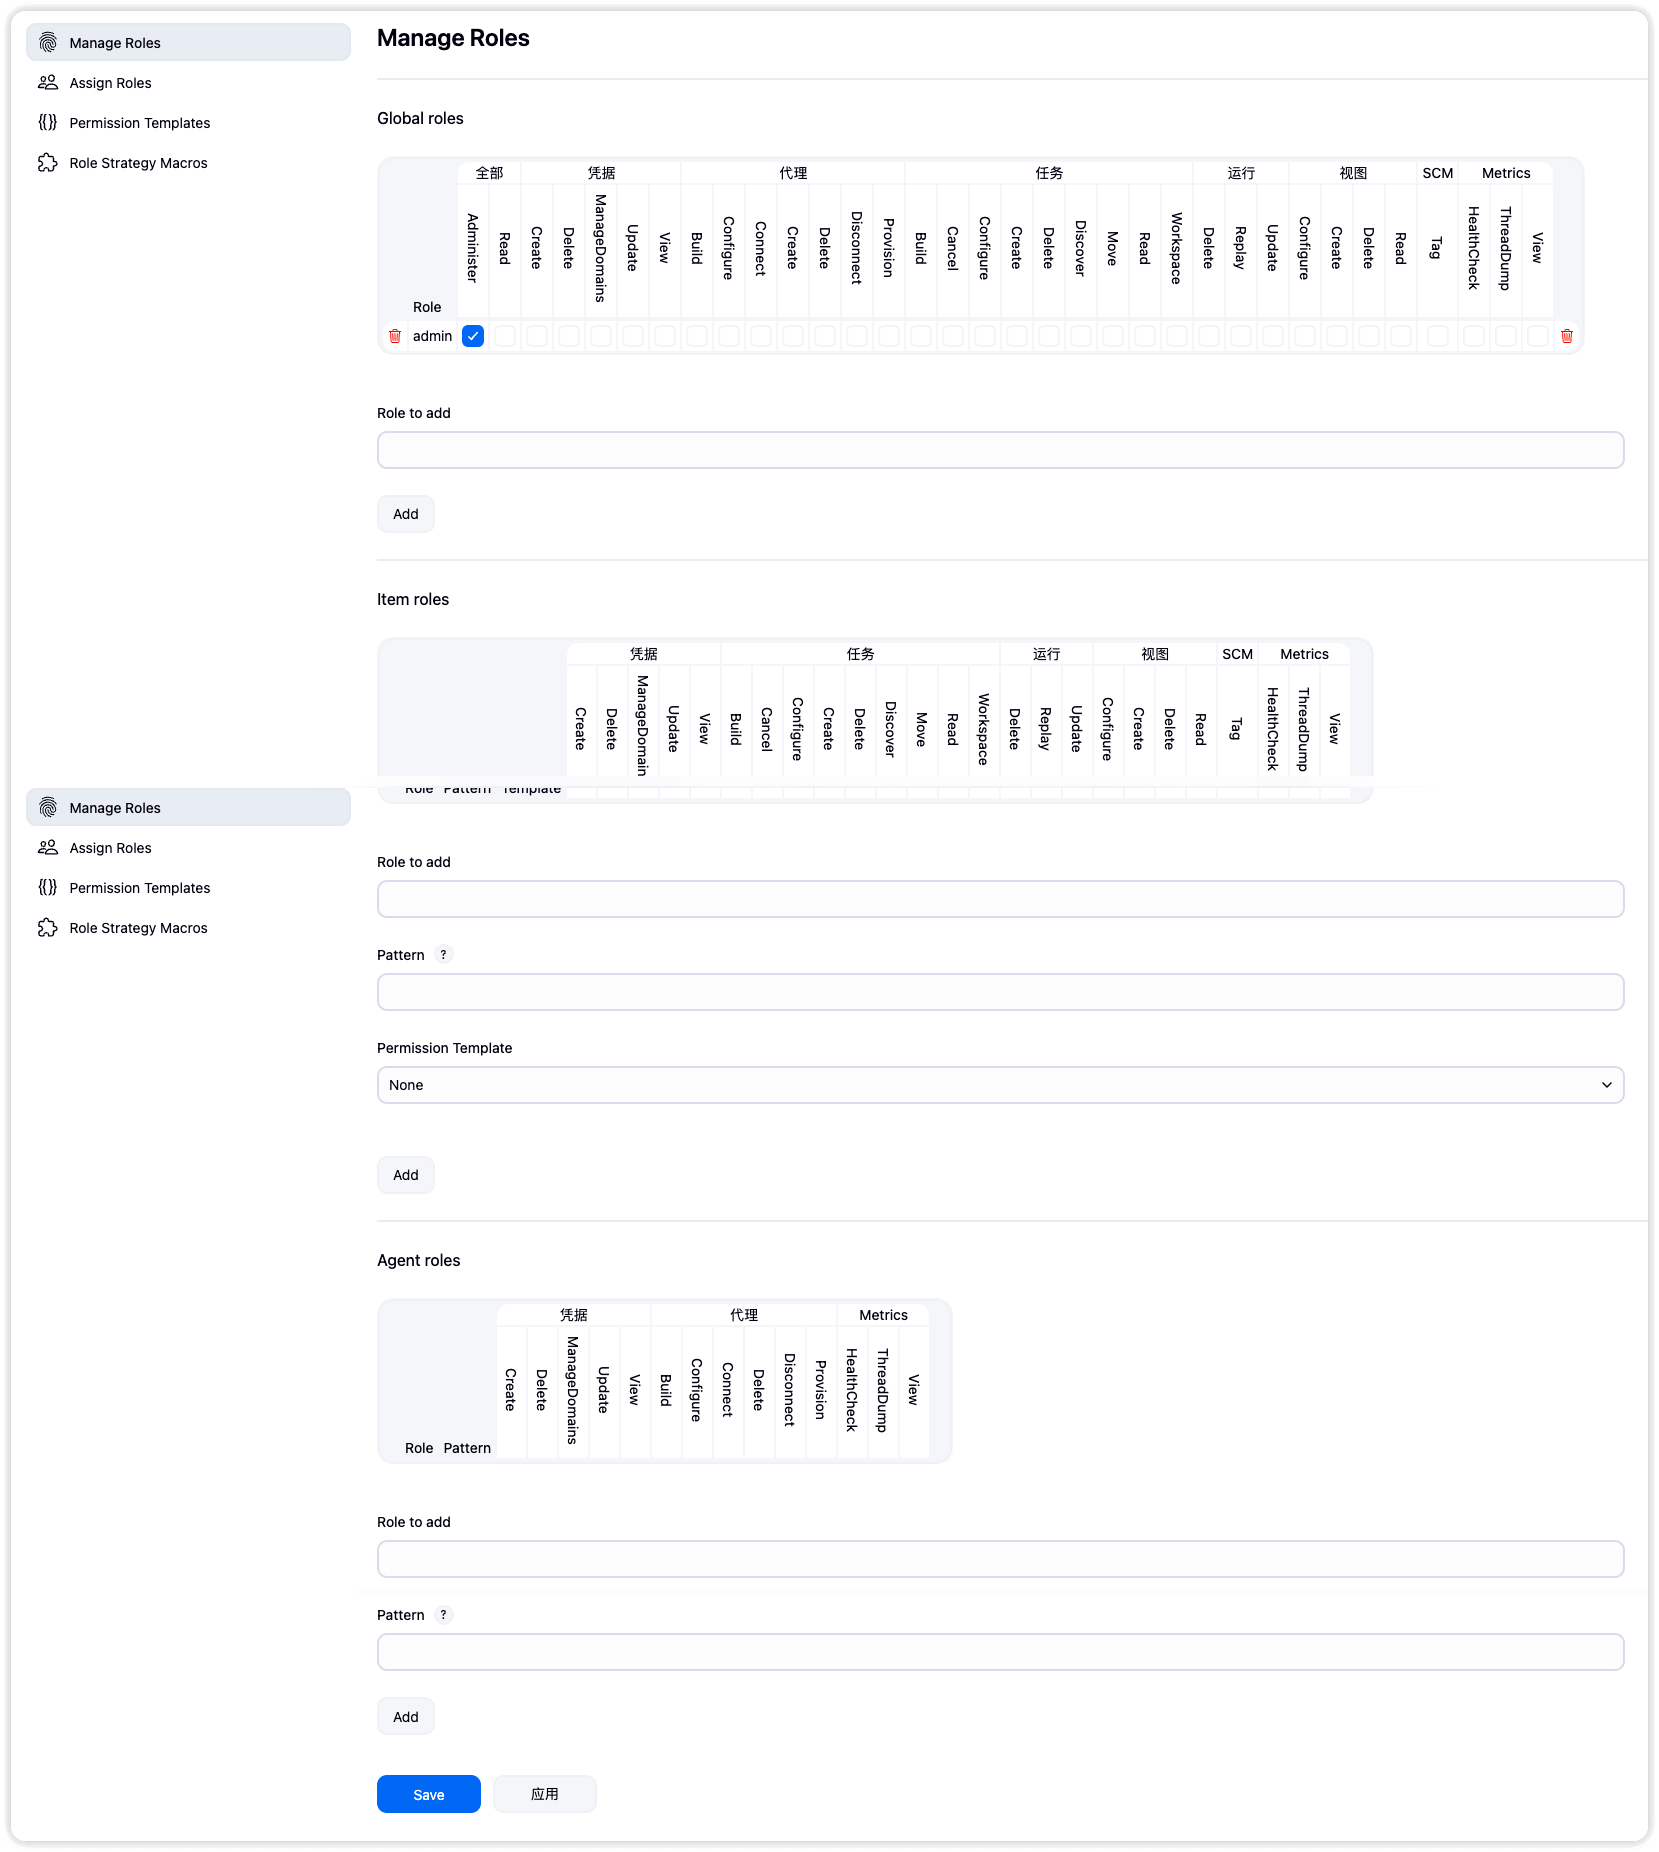 Manage Roles
Assign Roles
Permission Templates
Role Strategy Macros
Manage Roles
Global roles
全部 凭据 代理 任务 运行 视图 SCM Metrics
Role Administer Read Create Delete ManageDomains Update View Build Configure Connect Create Delete Disconnect Provision Build Cancel Configure Create Delete Discover Move Read Workspace Delete Replay Update Configure Create Delete Read Tag HealthCheck ThreadDump View
admin
Role to add
Add
Item roles
凭据 任务 运行 视图 SCM Metrics
Create Delete ManageDomain Update View Build Cancel Configure Create Delete Discover Move Read Workspace Delete Replay Update Configure Create Delete Read Tag HealthCheck ThreadDump View
Role Pattern Template
Manage Roles
Assign Roles
Permission Templates
Role Strategy Macros
Role to add
Pattern ?
Permission Template
None
Add
Agent roles
凭据 代理 Metrics
Role Pattern Create Delete ManageDomains Update View Build Configure Connect Delete Disconnect Provision HealthCheck ThreadDump View
Role to add
Pattern ?
Add
Save 应用